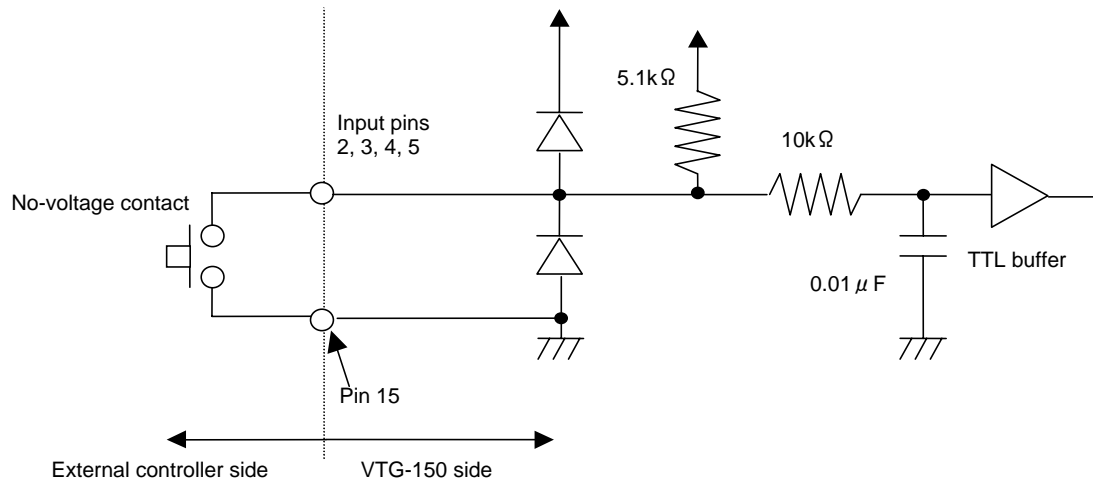 5.1kΩ
Input pins
2, 3, 4, 5
10kΩ
No-voltage contact
TTL buffer
0.01 μ F
Pin 15
External controller side
VTG-150 side